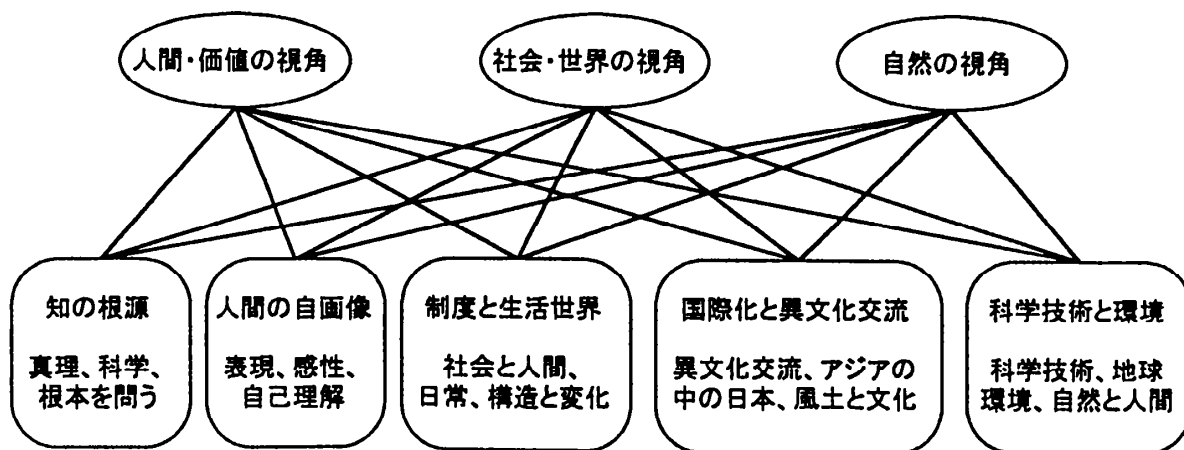 人間・価値の視角
社会・世界の視角
自然の視角
知の根源
真理、科学、
根本を問う
人間の自画像
表現、感性、
自己理解
制度と生活世界
社会と人間、
日常、構造と変化
国際化と異文化交流
異文化交流、アジアの
中の日本、風土と文化
科学技術と環境
科学技術、地球
環境、自然と人間